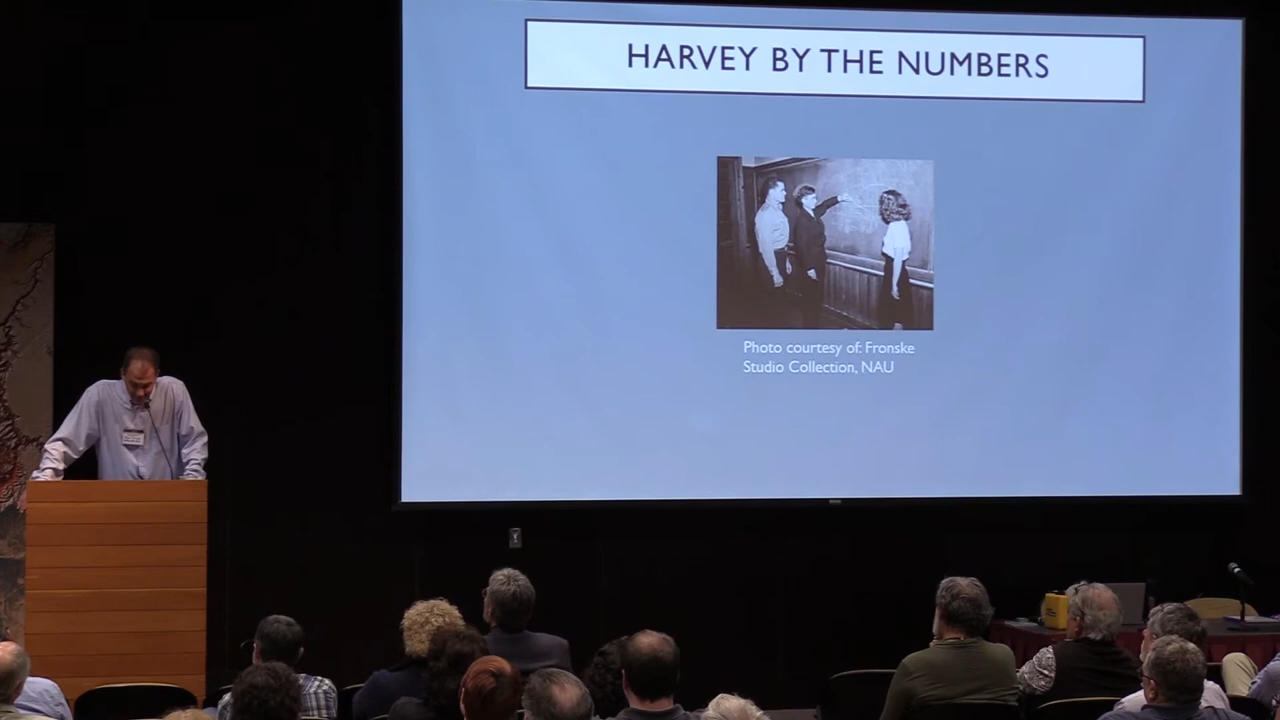 HARVEY BY THE NUMBERS
Photo courtesy of: Fronske
Studio Collection, NAU